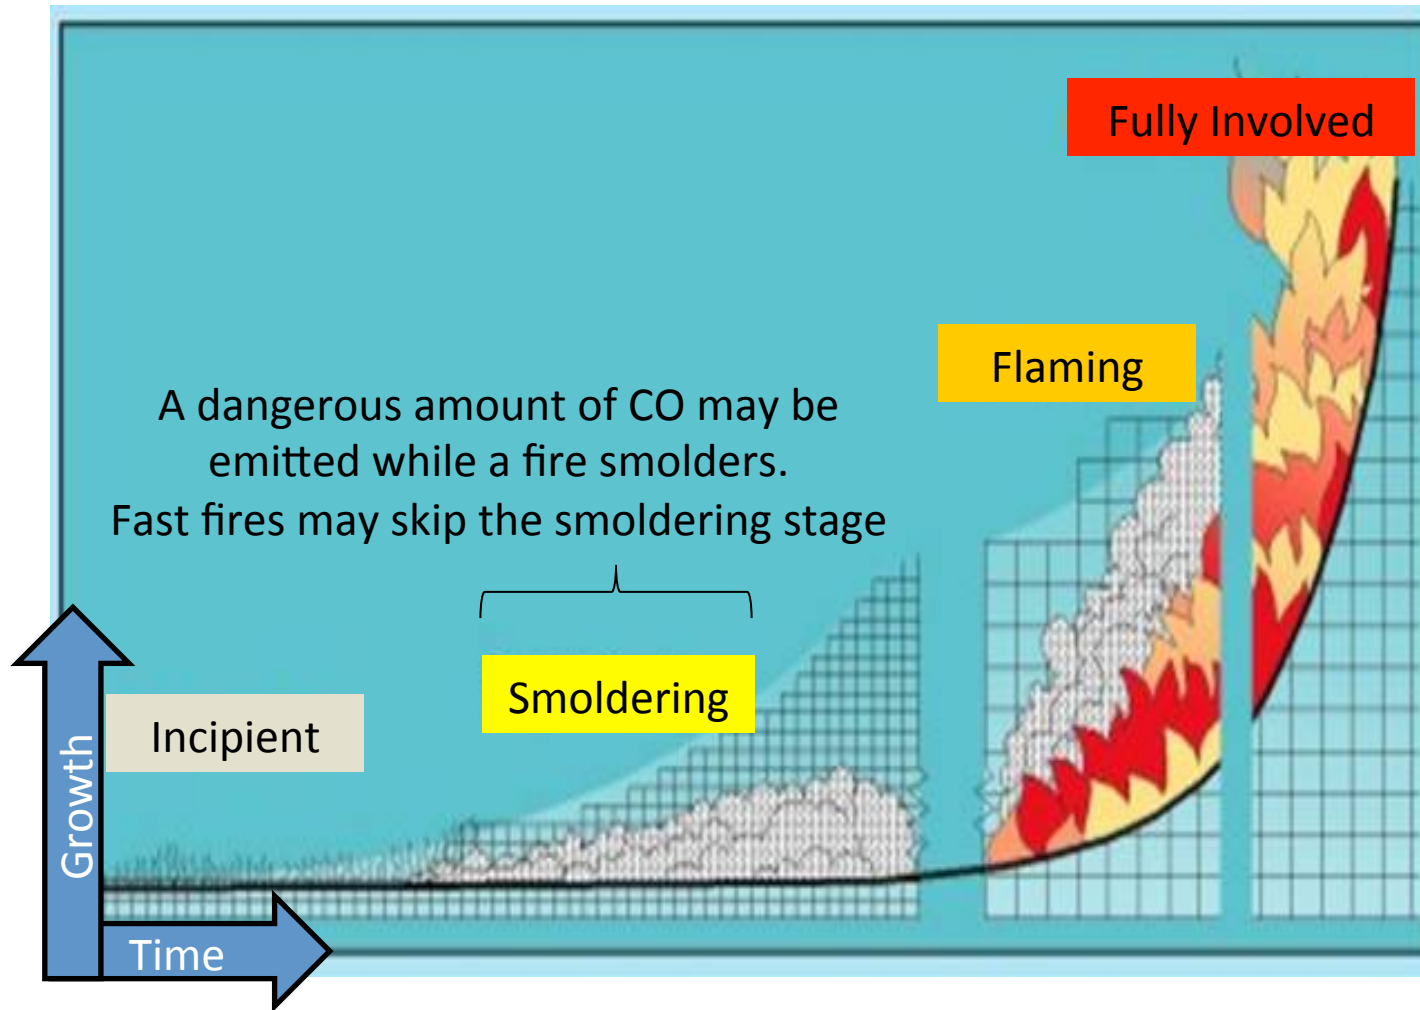 Fully Involved
Flaming
A dangerous amount of CO may be
emitted while a fire smolders.
Fast fires may skip the smoldering stage
Smoldering
Incipient
Growth
Time